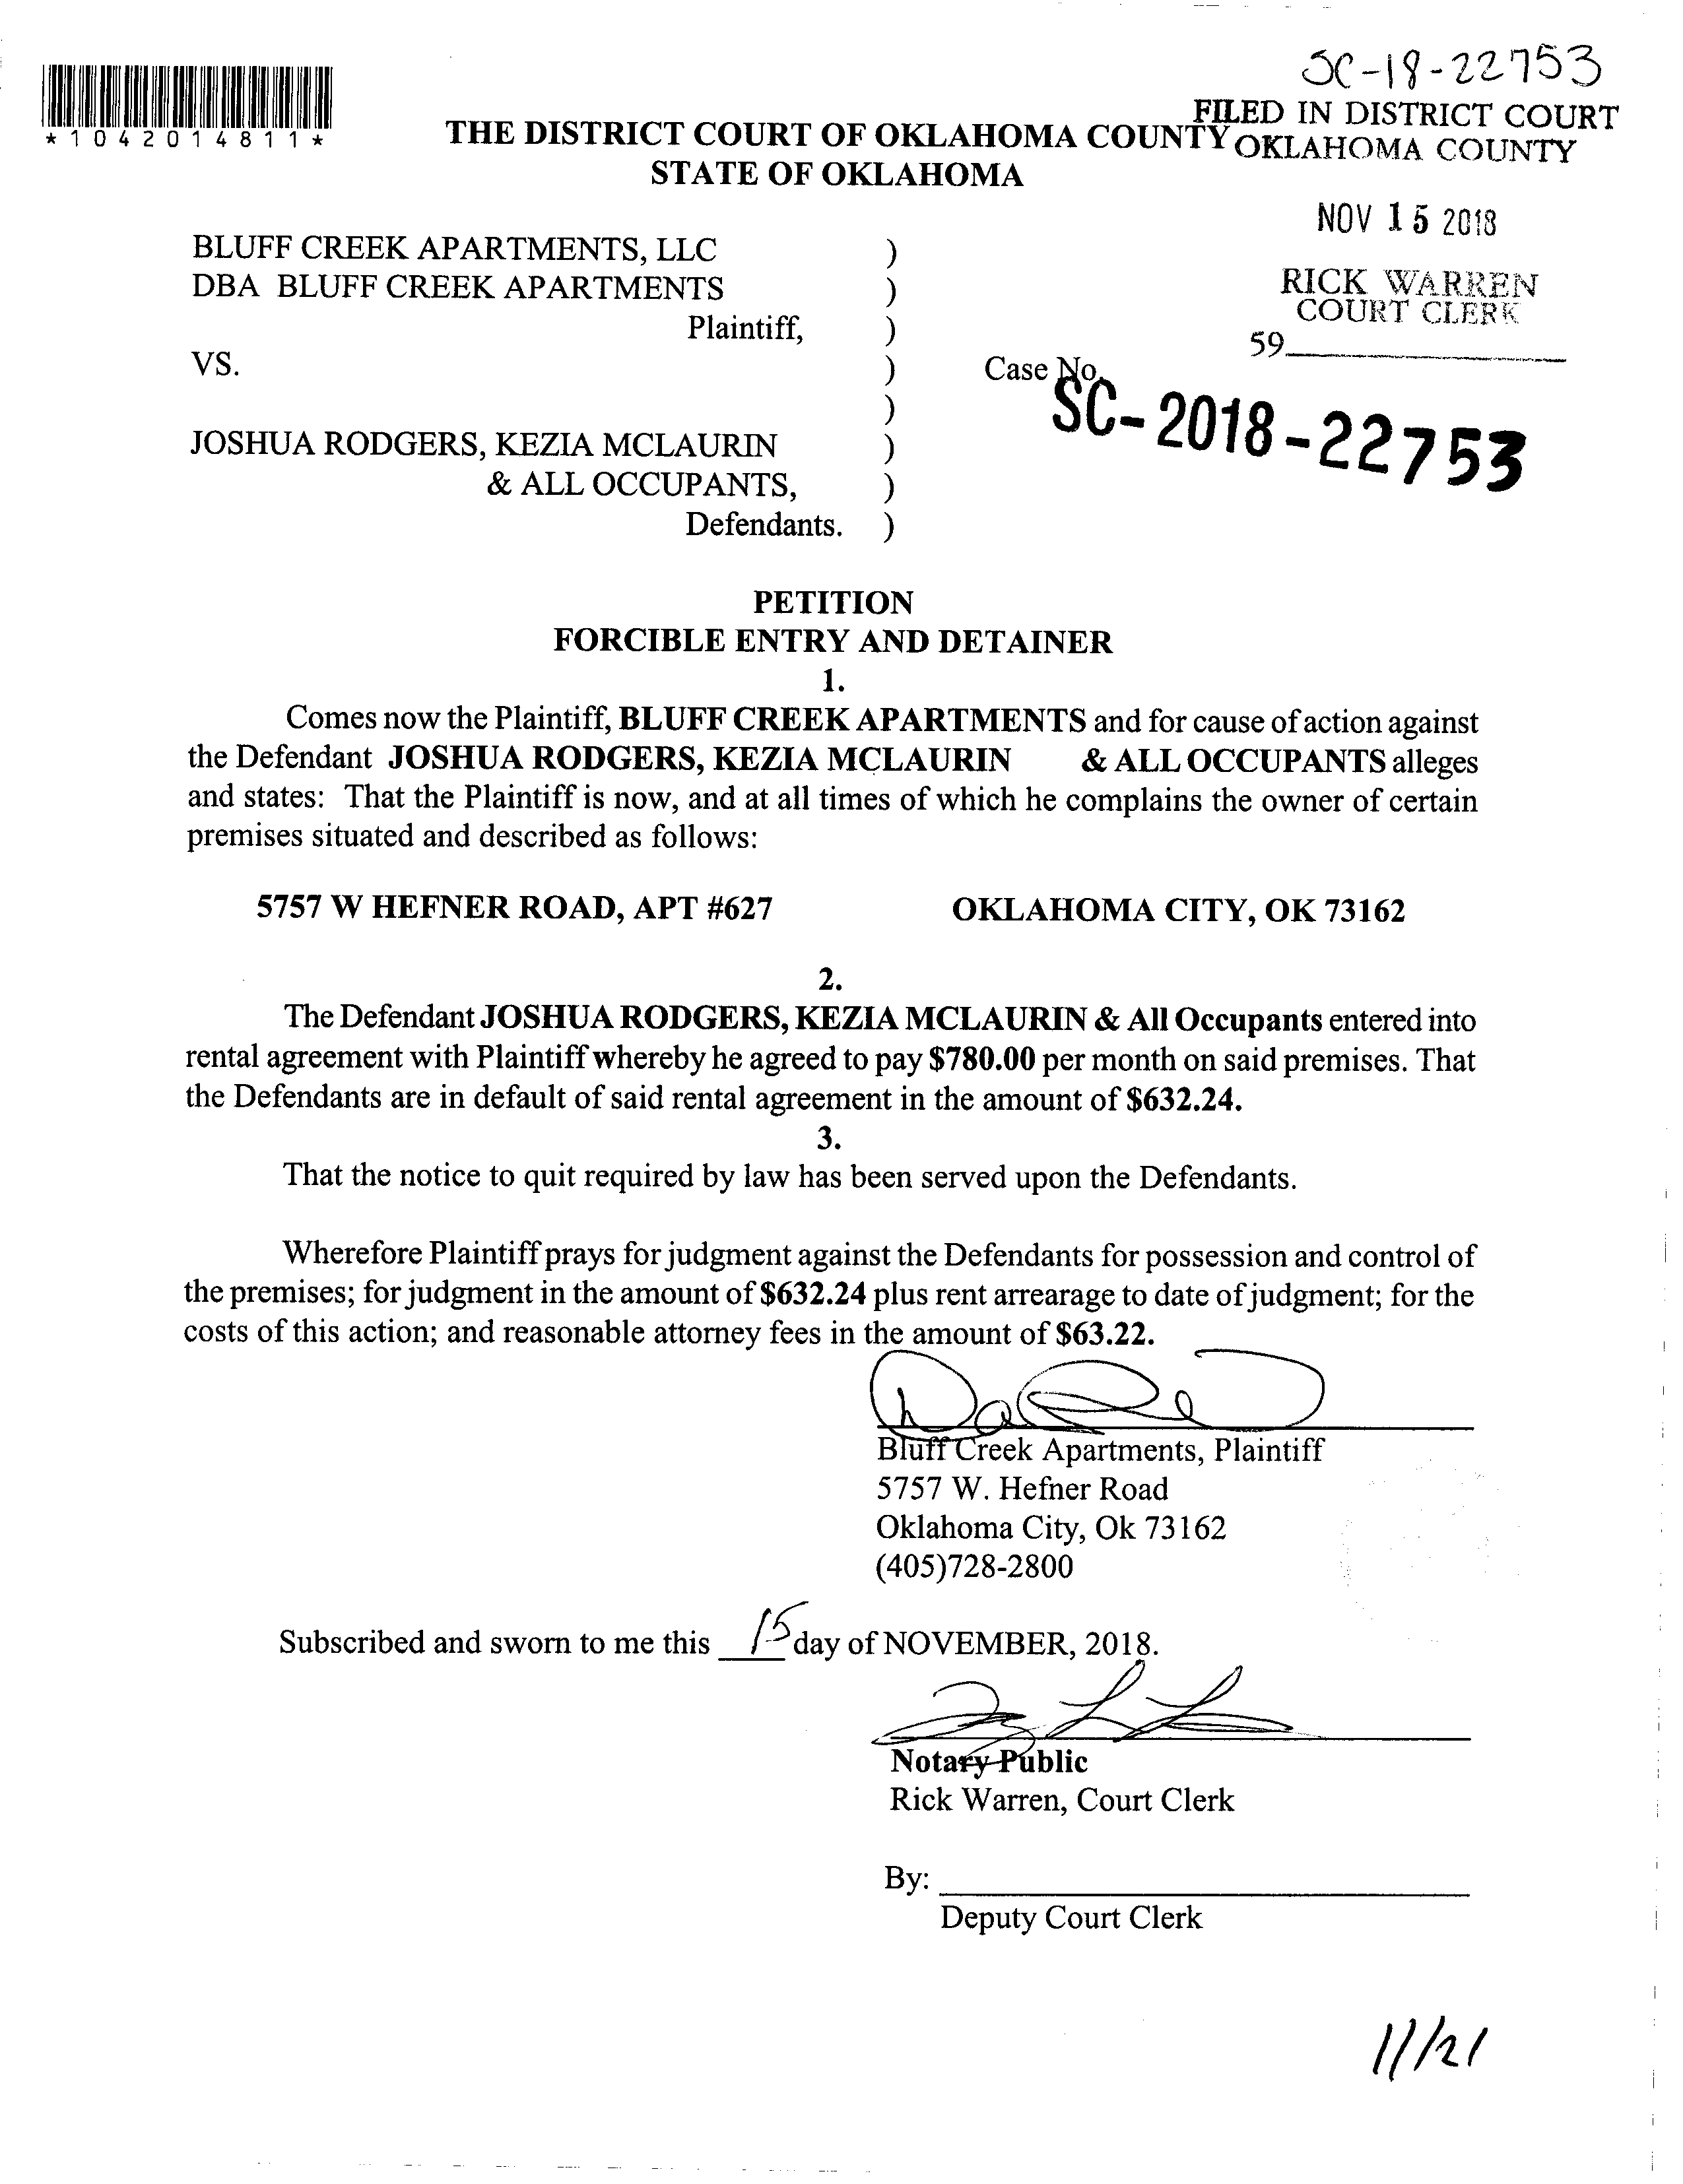 SC-18-22753
FILED IN DISTRICT COURT
*1042014811*
THE DISTRICT COURT OF OKLAHOMA COUNTY
OKLAHOMA COUNTY
STATE OF OKLAHOMA
NOV 15 2018
BLUFF CREEK APARTMENTS, LLC )
DBA BLUFF CREEK APARTMENTS )
RICK WARREN
COURT CLERK
Plaintiff, )
59
VS. )
Case No.
)
SC-2018-22753
JOSHUA RODGERS, KEZIA MCLAURIN )
& ALL OCCUPANTS, )
Defendants. )
PETITION
FORCIBLE ENTRY AND DETAINER
1.
Comes now the Plaintiff, BLUFF CREEK APARTMENTS and for cause of action against
the Defendant JOSHUA RODGERS, KEZIA MCLAURIN & ALL OCCUPANTS alleges
and states: That the Plaintiff is now, and at all times of which he complains the owner of certain
premises situated and described as follows:
5757 W HEFNER ROAD, APT #627 OKLAHOMA CITY, OK 73162
2.
The Defendant JOSHUA RODGERS, KEZIA MCLAURIN & All Occupants entered into
rental agreement with Plaintiff whereby he agreed to pay $780.00 per month on said premises. That
the Defendants are in default of said rental agreement in the amount of $632.24.
3.
That the notice to quit required by law has been served upon the Defendants.
Wherefore Plaintiff prays for judgment against the Defendants for possession and control of
the premises; for judgment in the amount of $632.24 plus rent arrearage to date of judgment; for the
costs of this action; and reasonable attorney fees in the amount of $63.22.
Bluff Creek Apartments, Plaintiff
5757 W. Hefner Road
Oklahoma City, Ok 73162
(405)728-2800
Subscribed and sworn to me this 15 day of NOVEMBER, 2018.
Notary Public
Rick Warren, Court Clerk
By:
Deputy Court Clerk
11/21